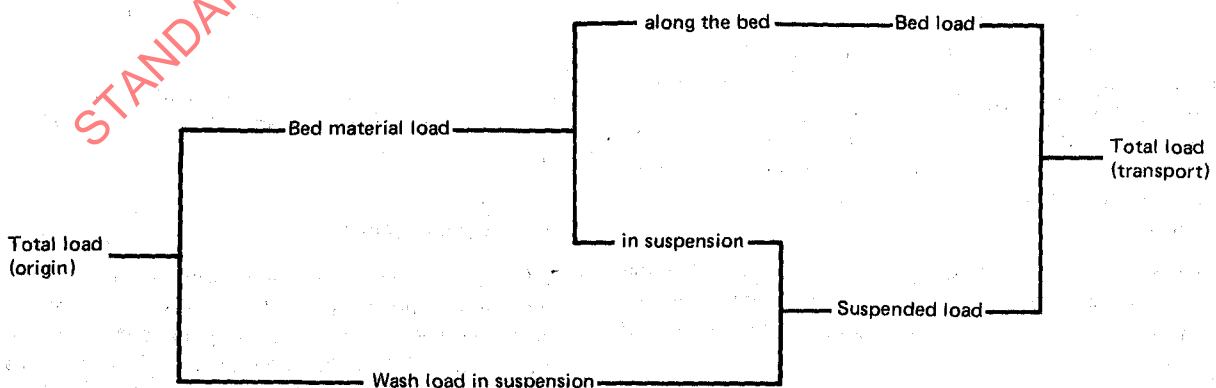 along the bed
Bed load
STANDA
Bed material load
Total load
(transport)
Total load
(origin)
in suspension
Suspended load
Wash load in suspension